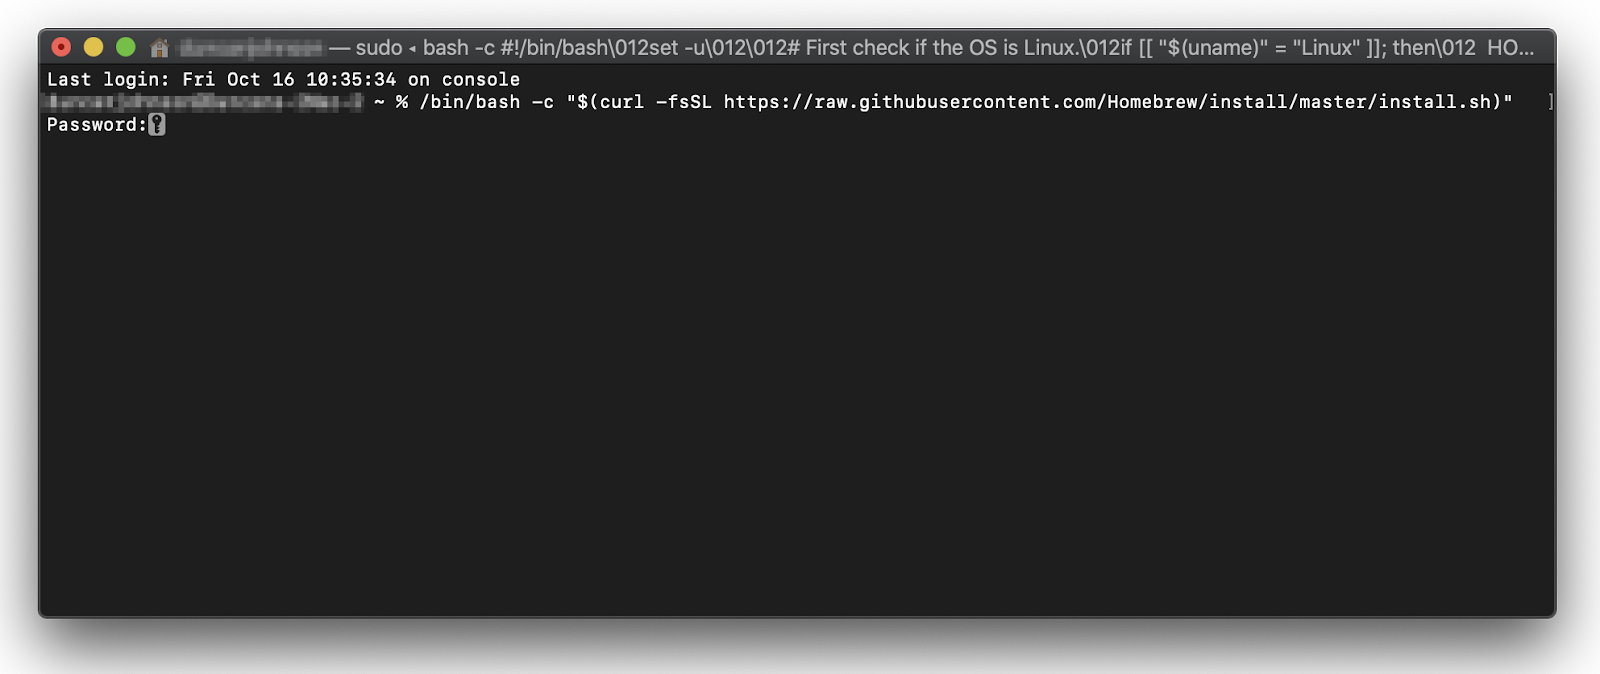 — sudo ◂ bash -c #!/bin/bash\012set -u\012\012# First check if the OS is Linux.\012if [[ "$(uname)" = "Linux" ]]; then\012  HO...
Last login: Fri Oct 16 10:35:34 on console
~ % /bin/bash -c "$(curl -fsSL https://raw.githubusercontent.com/Homebrew/install/master/install.sh)" ]
Password: